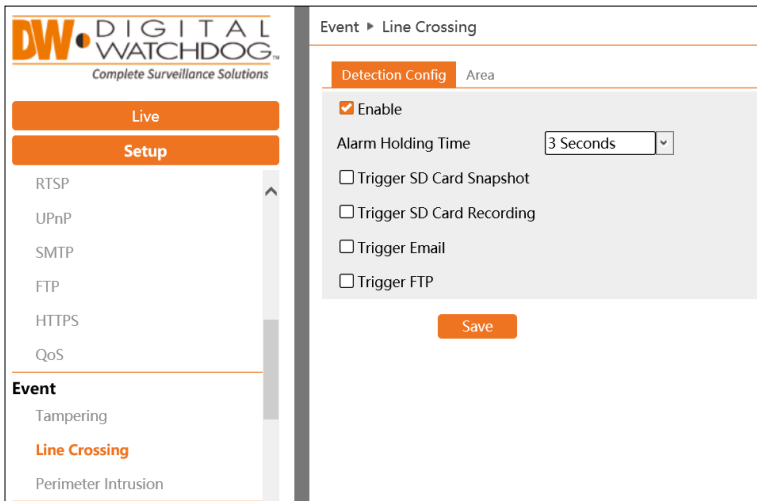 DW DIGITAL
WATCHDOG™
Complete Surveillance Solutions
Live
Setup
RTSP
UPnP
SMTP
FTP
HTTPS
QoS
Event
Tampering
Line Crossing
Perimeter Intrusion
Event ▶ Line Crossing
Detection Config Area
Enable
Alarm Holding Time 3 Seconds
Trigger SD Card Snapshot
Trigger SD Card Recording
Trigger Email
Trigger FTP
Save